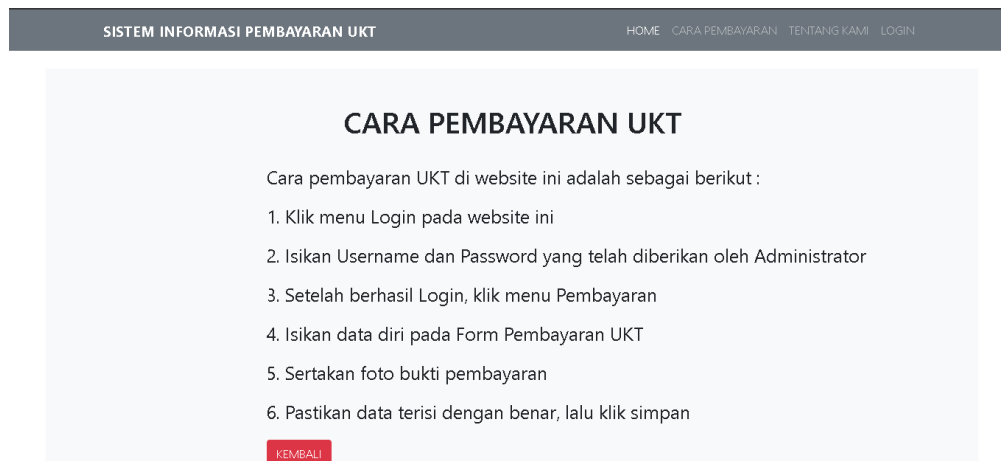 SISTEM INFORMASI PEMBAYARAN UKT
HOME CARA PEMBAYARAN TENTANG KAMI LOGIN
CARA PEMBAYARAN UKT
Cara pembayaran UKT di website ini adalah sebagai berikut :
1. Klik menu Login pada website ini
2. Isikan Username dan Password yang telah diberikan oleh Administrator
3. Setelah berhasil Login, klik menu Pembayaran
4. Isikan data diri pada Form Pembayaran UKT
5. Sertakan foto bukti pembayaran
6. Pastikan data terisi dengan benar, lalu klik simpan
KEMBALI